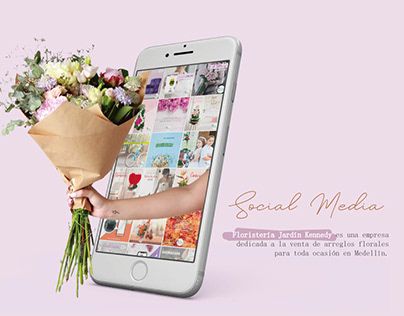 Social Media
Floristería Jardín Kennedy es una empresa
dedicada a la venta de arreglos florales
para toda ocasión en Medellín.